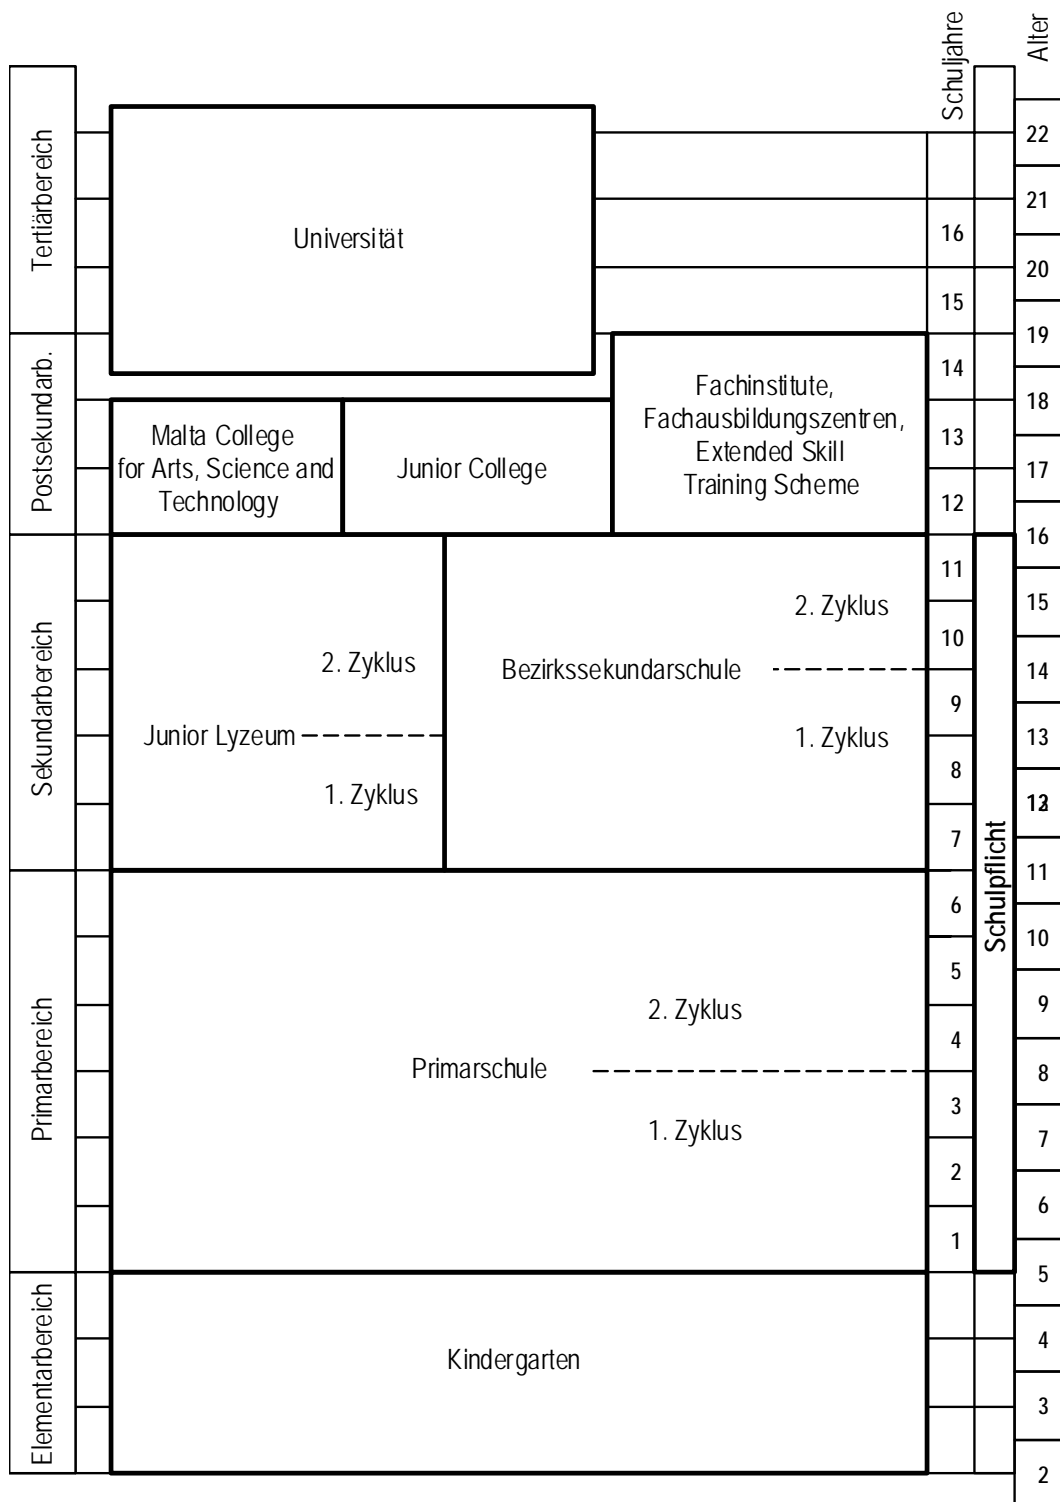 Schuljahre
Alter
Tertiärbereich
Universität
22
21
16
20
15
19
Postsekundarb.
Malta College
for Arts, Science and
Technology
Junior College
Fachinstitute,
Fachausbildungszentren,
Extended Skill
Training Scheme
14
18
13
17
12
16
Sekundarbereich
Junior Lyzeum
2. Zyklus
1. Zyklus
Bezirkssekundarschule
2. Zyklus
1. Zyklus
11
15
10
14
9
13
8
7
11
Schulpflicht
Primarbereich
Primarschule
2. Zyklus
1. Zyklus
6
10
5
9
4
8
3
7
2
6
1
5
Elementarbereich
Kindergarten
4
3
2